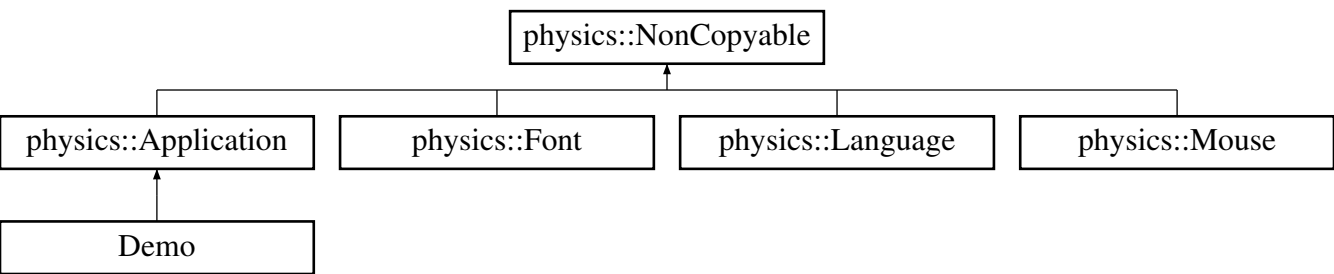 physics::NonCopyable
physics::Application
physics::Font
physics::Language
physics::Mouse
Demo